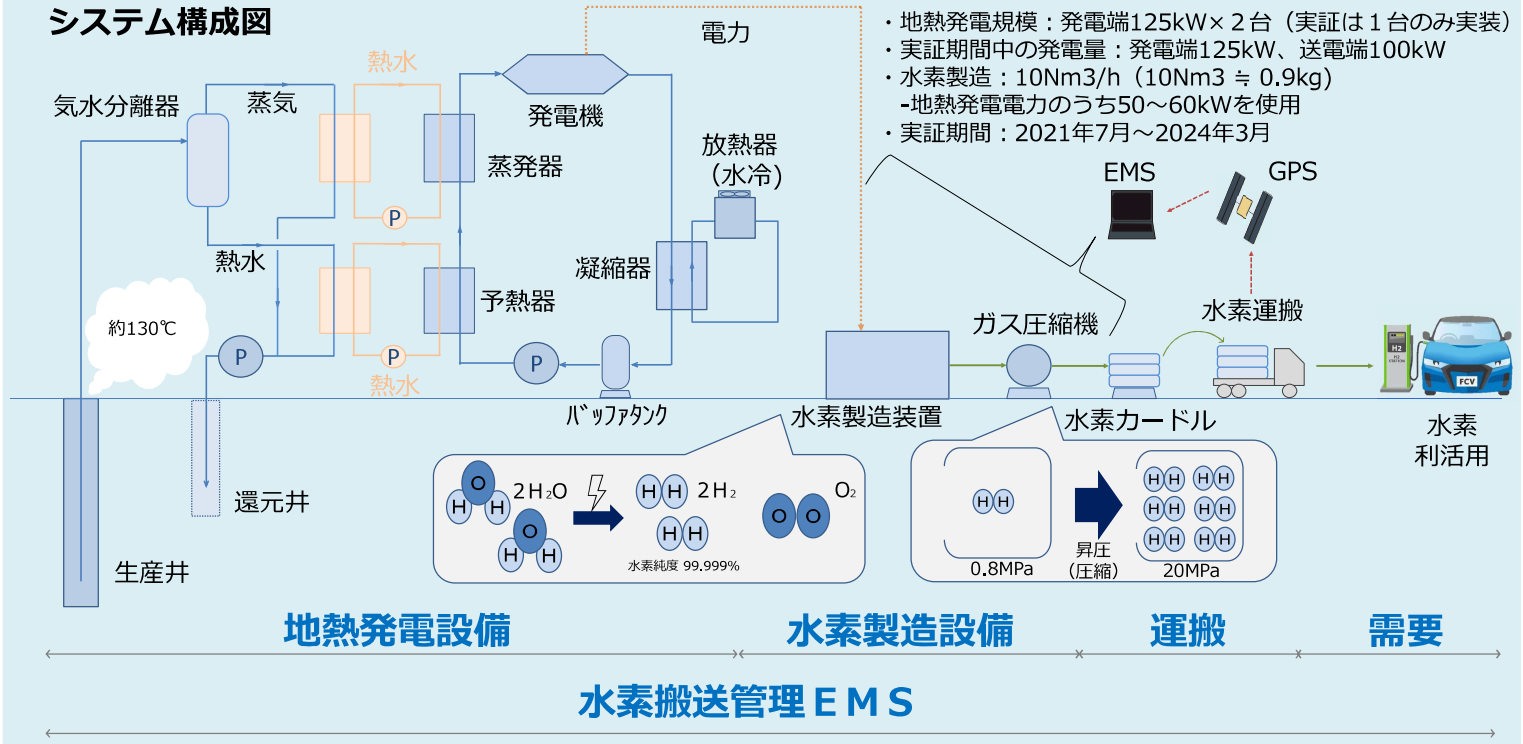 システム構成図
・地熱発電規模：発電端125kW×２台（実証は１台のみ実装）
・実証期間中の発電量：発電端125kW、送電端100kW
・水素製造：10Nm3/h（10Nm3 ≒ 0.9kg）
-地熱発電電力のうち50～60kWを使用
・実証期間：2021年7月～2024年3月
電力
熱水
蒸気
気水分離器
発電機
蒸発器
放熱器
（水冷）
EMS
GPS
P
熱水
凝縮器
予熱器
約130℃
水素運搬
ガス圧縮機
P
P
P
熱水
H2
H2
STATION
FCV
ﾊﾞｯﾌｧﾀﾝｸ
水素製造装置
水素カードル
水素
利活用
O
H
H
O
H
H
2H₂O
H H
2H₂
H H
水素純度 99.999%
O O
O₂
H H
0.8MPa
昇圧
（圧縮）
H H H H
H H H H
H H H H
20MPa
還元井
生産井
地熱発電設備
水素製造設備
運搬
需要
水素搬送管理ＥＭＳ